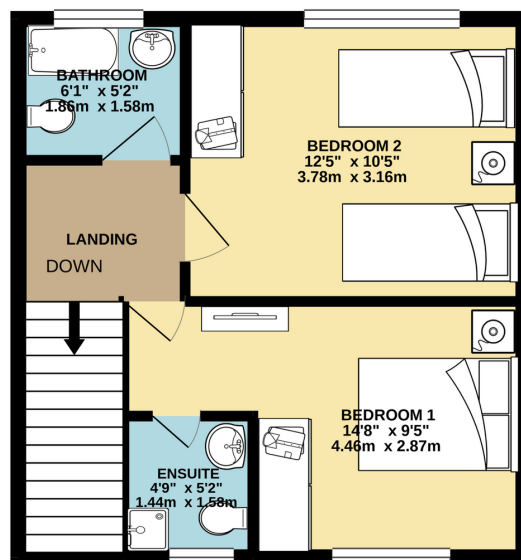 BATHROOM
6'1" x 5'2"
1.86m x 1.58m
BEDROOM 2
12'5" x 10'5"
3.78m x 3.16m
LANDING
DOWN
BEDROOM 1
14'8" x 9'5"
4.46m x 2.87m
ENSUITE
4'9" x 5'2"
1.44m x 1.58m